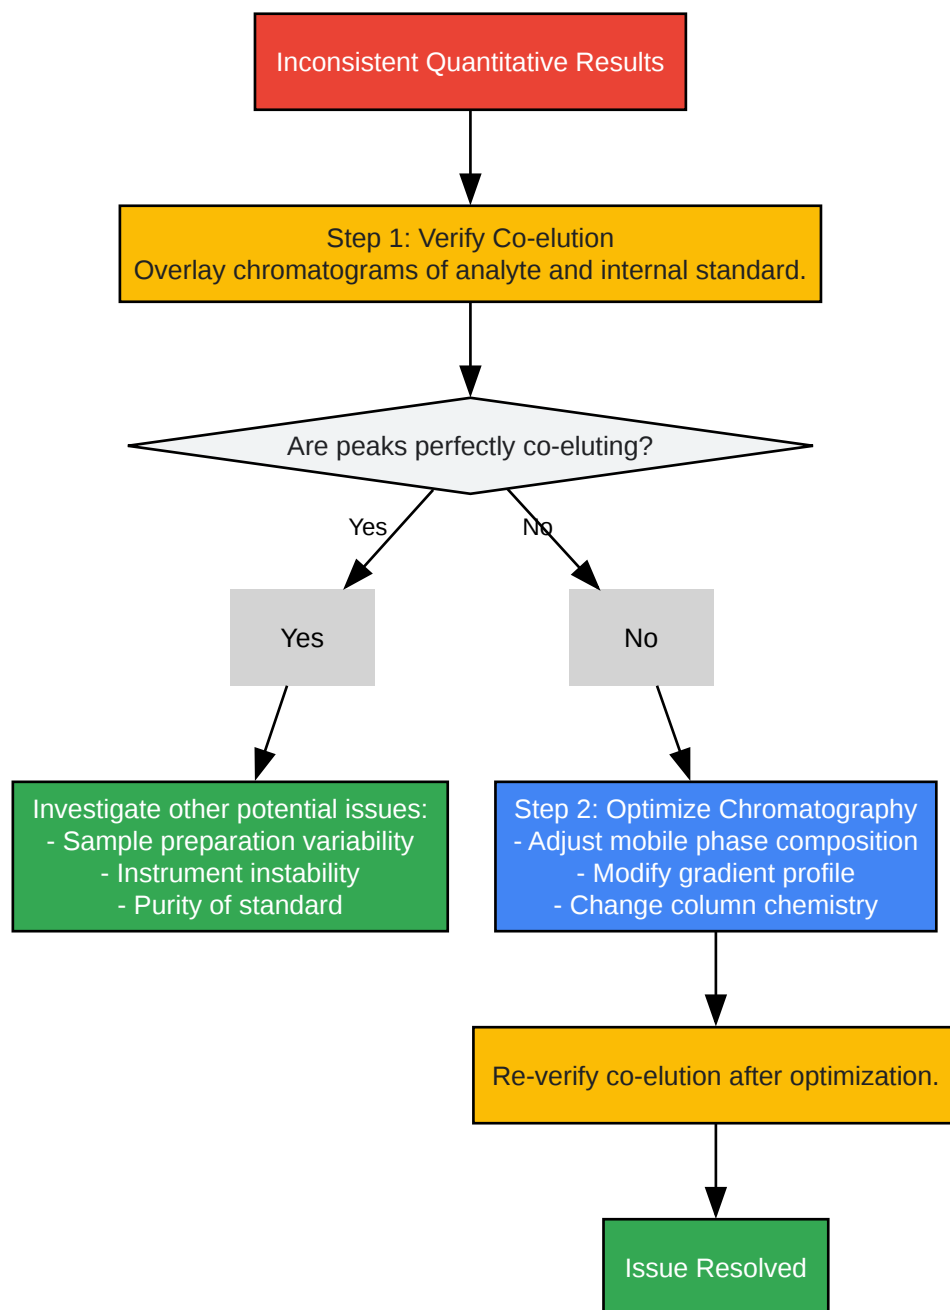 Inconsistent Quantitative Results
Step 1: Verify Co-elution
Overlay chromatograms of analyte and internal standard.
Are peaks perfectly co-eluting?
Yes
No
Yes
No
Investigate other potential issues:
- Sample preparation variability
- Instrument instability
- Purity of standard
Step 2: Optimize Chromatography
- Adjust mobile phase composition
- Modify gradient profile
- Change column chemistry
Re-verify co-elution after optimization.
Issue Resolved